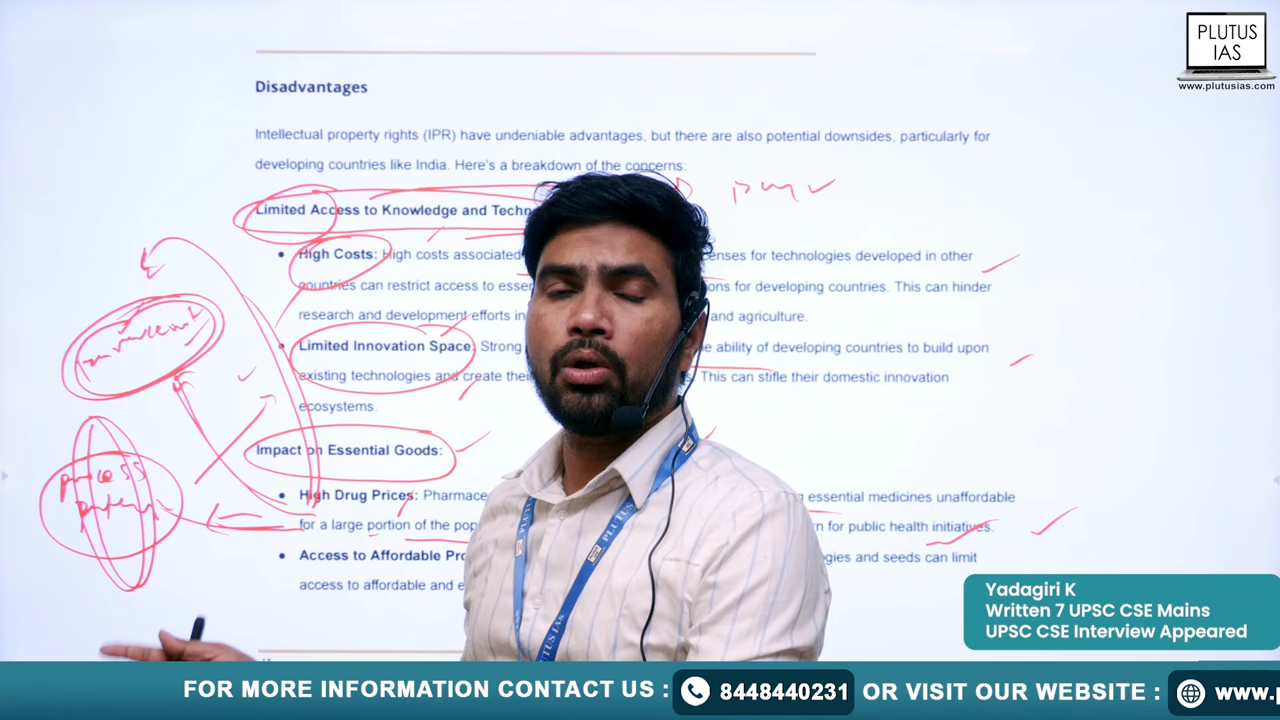 PLUTUS
IAS
www.plutusias.com
Disadvantages
Intellectual property rights (IPR) have undeniable advantages, but there are also potential downsides, particularly for
developing countries like India. Here's a breakdown of the concerns:
Limited Access to Knowledge and Techn
High Costs: High costs associated enses for technologies developed in other
countries can restrict access to esse ons for developing countries. This can hinder
research and development efforts in and agriculture.
Limited Innovation Space: Strong e ability of developing countries to build upon
existing technologies and create thei This can stifle their domestic innovation
ecosystems.
Impact on Essential Goods:
High Drug Prices: Pharmace essential medicines unaffordable
for a large portion of the pop n for public health initiatives.
Access to Affordable Pro gies and seeds can limit
access to affordable and e
process
PLUTUS IAS
Yadagiri K
Written 7 UPSC CSE Mains
UPSC CSE Interview Appeared
FOR MORE INFORMATION CONTACT US : 8448440231 OR VISIT OUR WEBSITE : www.p